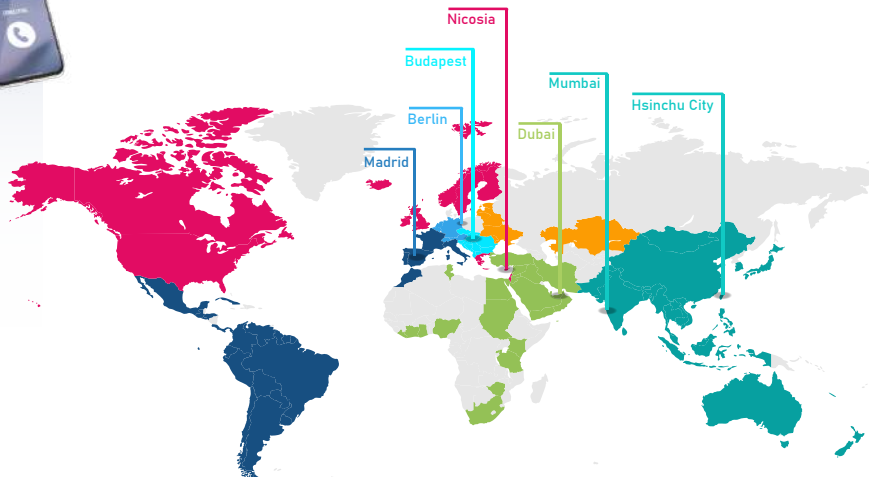 Nicosia
Budapest
Mumbai
Hsinchu City
Berlin
Dubai
Madrid